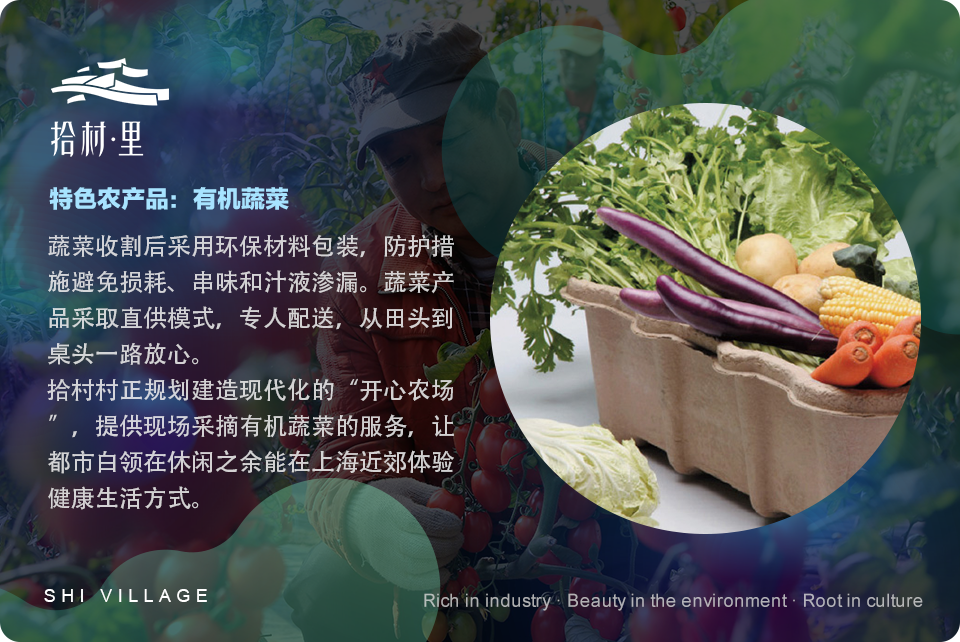 拾村·里
特色农产品：有机蔬菜
蔬菜收割后采用环保材料包装，防护措
施避免损耗、串味和汁液渗漏。蔬菜产
品采取直供模式，专人配送，从田头到
桌头一路放心。
拾村村正规划建造现代化的“开心农场
”，提供现场采摘有机蔬菜的服务，让
都市白领在休闲之余能在上海近郊体验
健康生活方式。
SHI VILLAGE
Rich in industry · Beauty in the environment · Root in culture